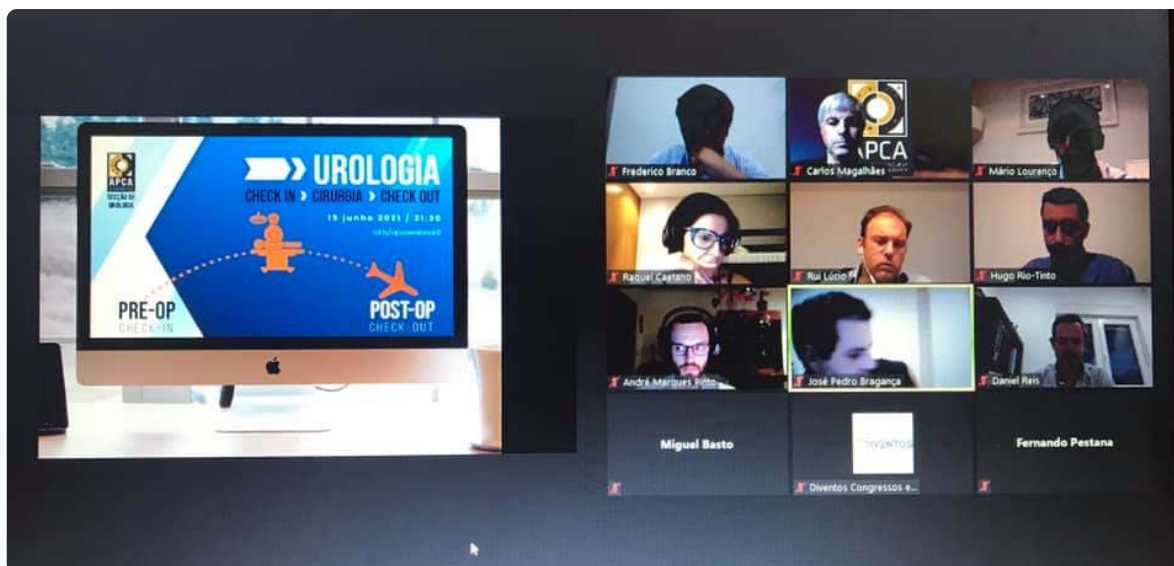 APCA
SECÇÃO DE
UROLOGIA
UROLOGIA
CHECK IN > CIRURGIA > CHECK OUT
15 junho 2021 / 21:30
PRE-OP
CHECK-IN
POST-OP
CHECK-OUT
APCA
Frederico Branco
Carlos Magalhães
Mário Lourenço
Raquel Caetano
Rui Lúcio
Hugo Rio-Tinto
André Marques Pinto
José Pedro Bragança
Daniel Reis
Miguel Basto
DIVENTOS
Fernando Pestana
Diventos Congressos e...